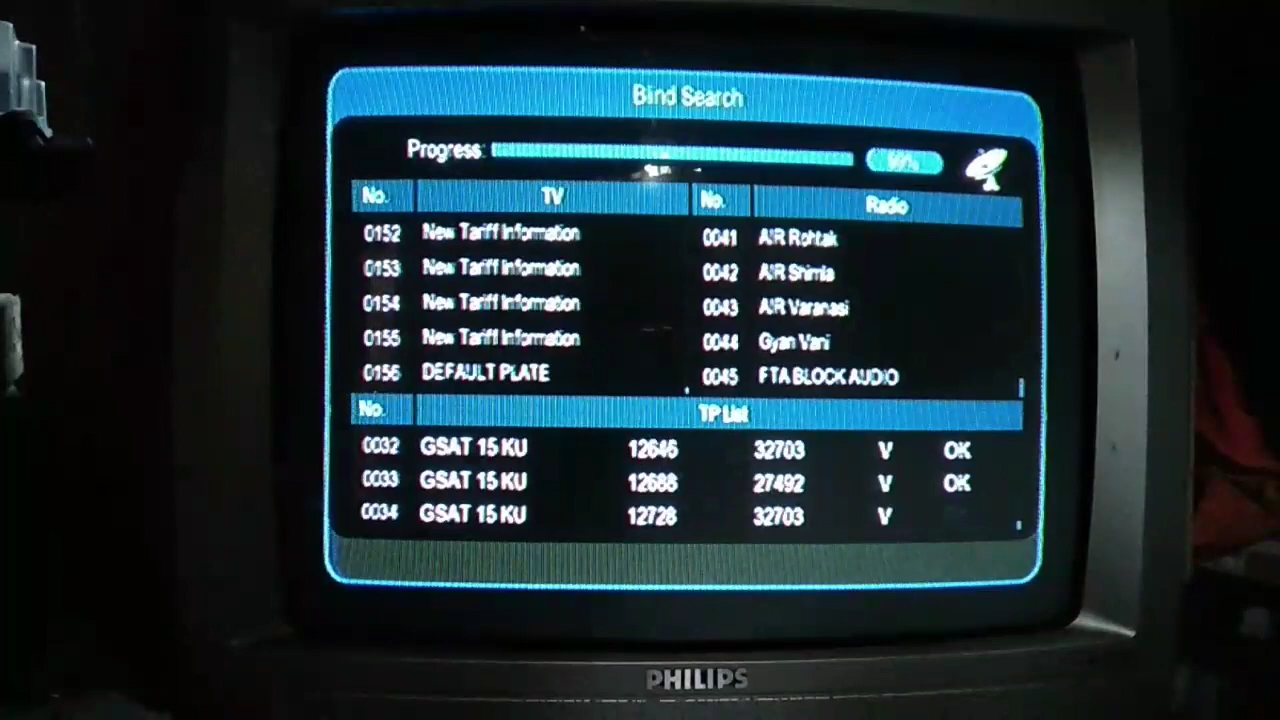 Blind Search
Progress: 99%
No. TV No. Radio
0152 New Tariff Information 0041 AIR Rohtak
0153 New Tariff Information 0042 AIR Shimla
0154 New Tariff Information 0043 AIR Varanasi
0155 New Tariff Information 0044 Gyan Vani
0156 DEFAULT PLATE 0045 FTA BLOCK AUDIO
No. TP List
0032 GSAT 15 KU 12646 32703 V OK
0033 GSAT 15 KU 12688 27492 V OK
0034 GSAT 15 KU 12728 32703 V
PHILIPS